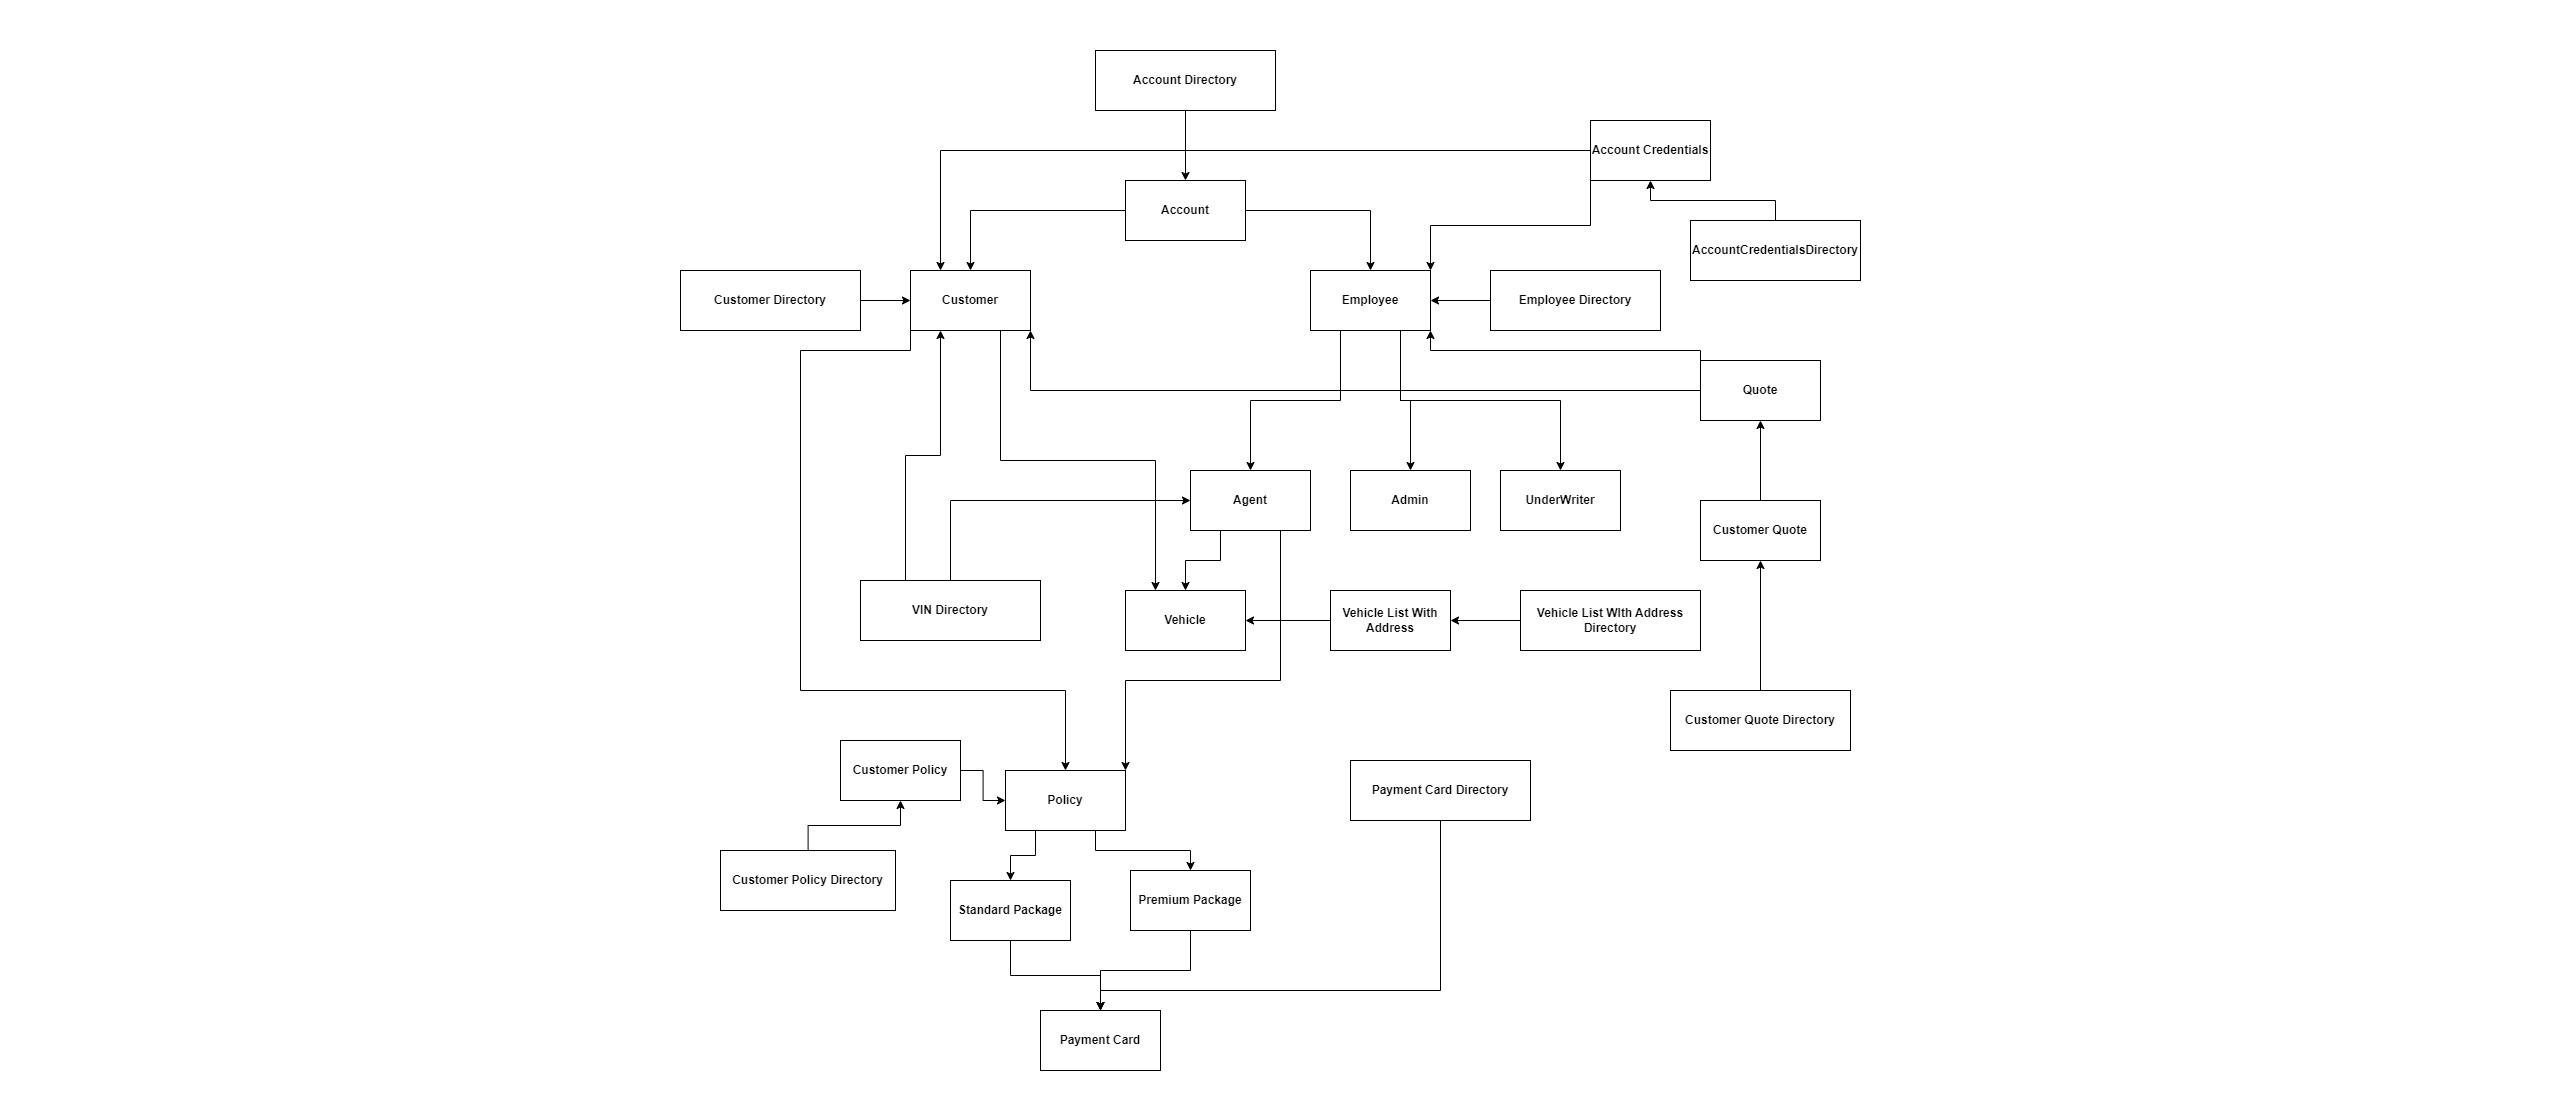 Account Directory
Account Credentials
Account
AccountCredentialsDirectory
Customer Directory
Customer
Employee
Employee Directory
Quote
Agent
Admin
UnderWriter
Customer Quote
VIN Directory
Vehicle
Vehicle List With
Address
Vehicle List WIth Address
Directory
Customer Quote Directory
Customer Policy
Policy
Payment Card Directory
Customer Policy Directory
Standard Package
Premium Package
Payment Card